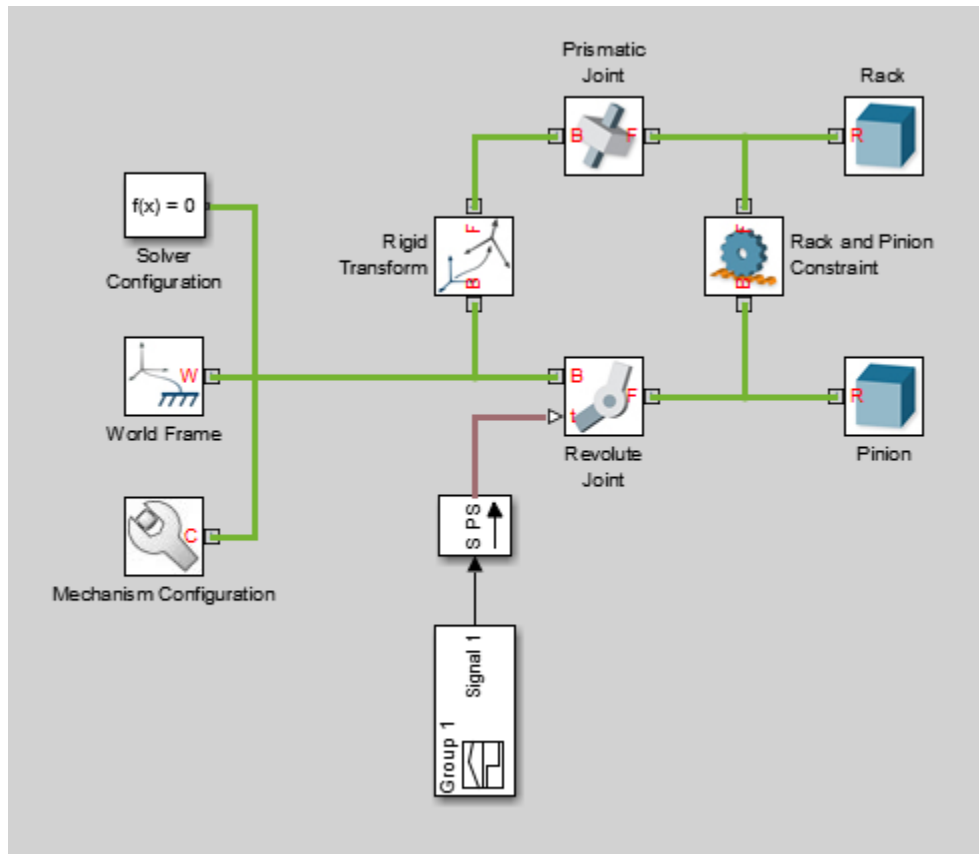 Prismatic
Joint
Rack
B
F
R
f(x) = 0
Solver
Configuration
Rigid
Transform
F
B
F
B
Rack and Pinion
Constraint
W
World Frame
B
t
F
Revolute
Joint
R
Pinion
C
Mechanism Configuration
S PS
Signal 1
Group 1